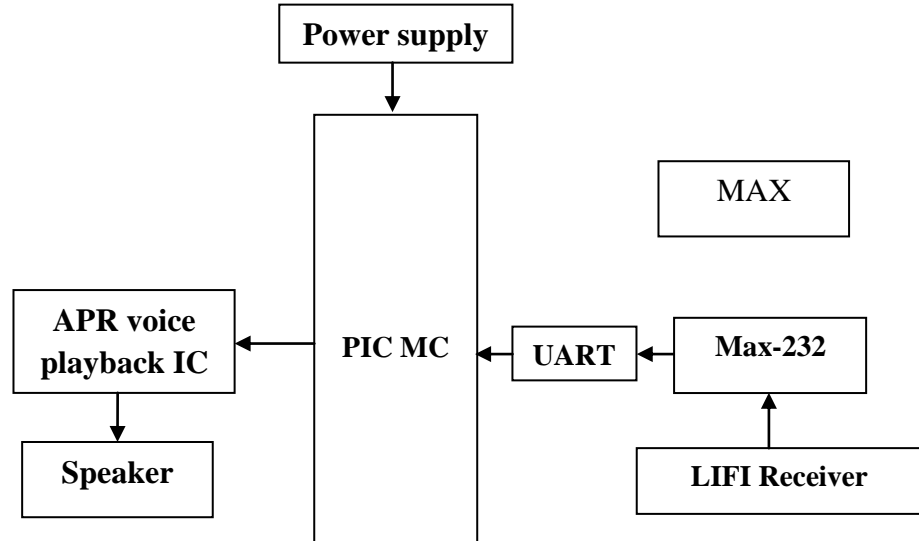 Power supply
MAX
APR voice
playback IC
PIC MC
UART
Max-232
Speaker
LIFI Receiver